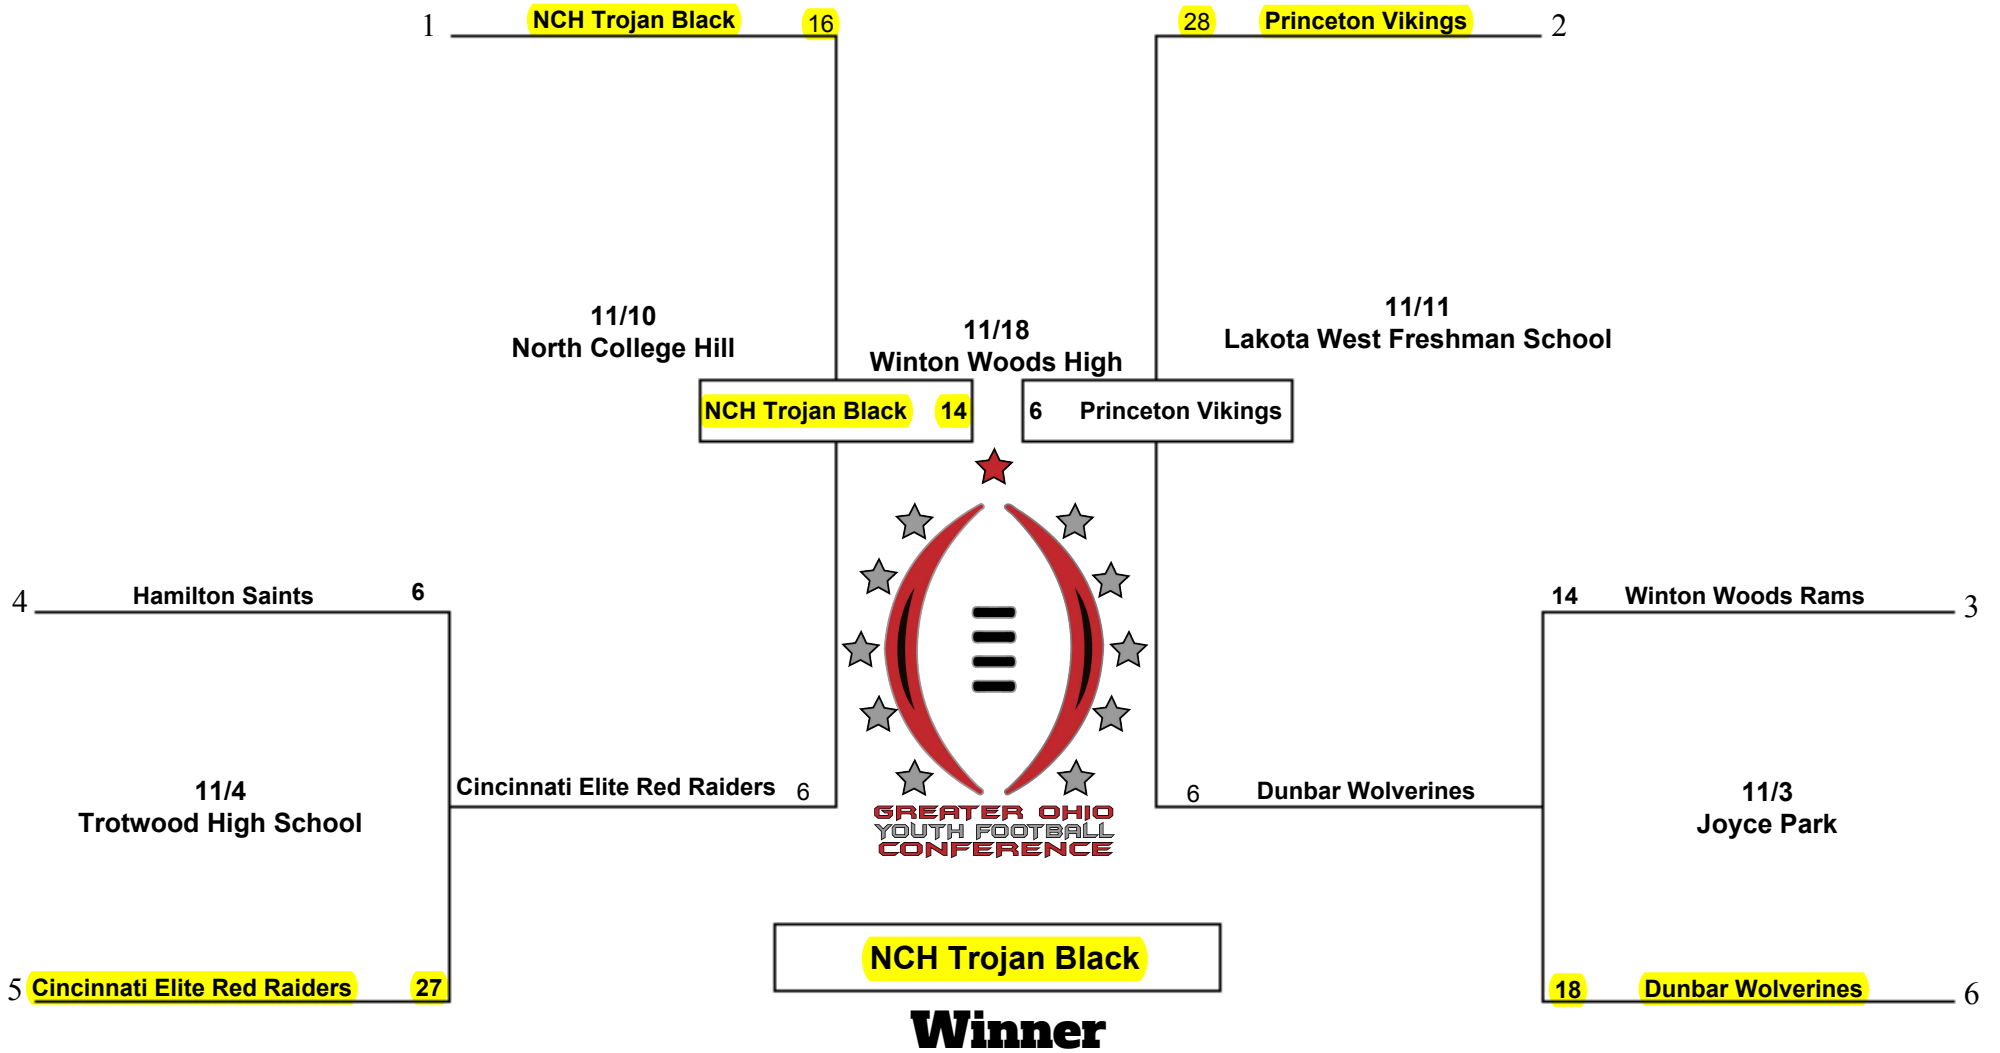 1 NCH Trojan Black 16
28 Princeton Vikings 2
11/10
North College Hill
11/18
Winton Woods High
11/11
Lakota West Freshman School
NCH Trojan Black 14
6 Princeton Vikings
4 Hamilton Saints 6
14 Winton Woods Rams 3
11/4
Trotwood High School
Cincinnati Elite Red Raiders 6
6 Dunbar Wolverines
11/3
Joyce Park
GREATER OHIO
YOUTH FOOTBALL
CONFERENCE
5 Cincinnati Elite Red Raiders 27
18 Dunbar Wolverines 6
NCH Trojan Black
Winner